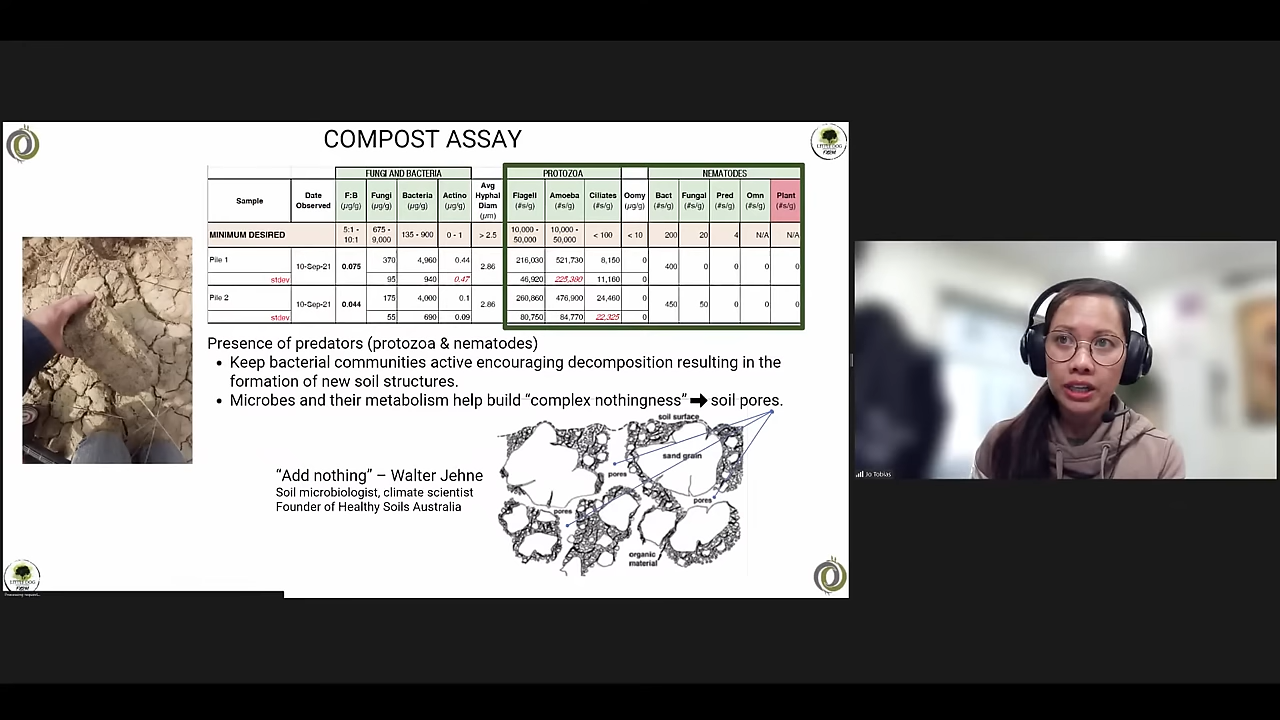 COMPOST ASSAY
FUNGI AND BACTERIA PROTOZOA NEMATODES
Sample Date Observed F:B (µg/g) Fungi (µg/g) Bacteria (µg/g) Actino (µg/g) Avg Hyphal Diam (µm) Flagell (#s/g) Amoeba (#s/g) Ciliates (#s/g) Oomy (µg/g) Bact (#s/g) Fungal (#s/g) Pred (#s/g) Omn (#s/g) Plant (#s/g)
MINIMUM DESIRED 5:1 - 10:1 675 - 9,000 135 - 900 0 - 1 > 2.5 10,000 - 50,000 10,000 - 50,000 < 100 < 10 200 20 4 N/A N/A
Pile 1 10-Sep-21 0.075 370 4,960 0.44 2.86 216,030 521,730 8,150 0 400 0 0 0 0
stdev 95 940 0.47 46,920 225,390 11,160 0
Pile 2 10-Sep-21 0.044 175 4,000 0.1 2.86 260,860 476,900 24,460 0 450 50 0 0 0
stdev 55 690 0.09 80,750 84,770 22,325 0
Presence of predators (protozoa & nematodes)
• Keep bacterial communities active encouraging decomposition resulting in the
formation of new soil structures.
• Microbes and their metabolism help build “complex nothingness” ➡ soil pores.
soil surface
sand grain
pores
pores
pores
organic
material
“Add nothing” – Walter Jehne
Soil microbiologist, climate scientist
Founder of Healthy Soils Australia
Jo Tobias